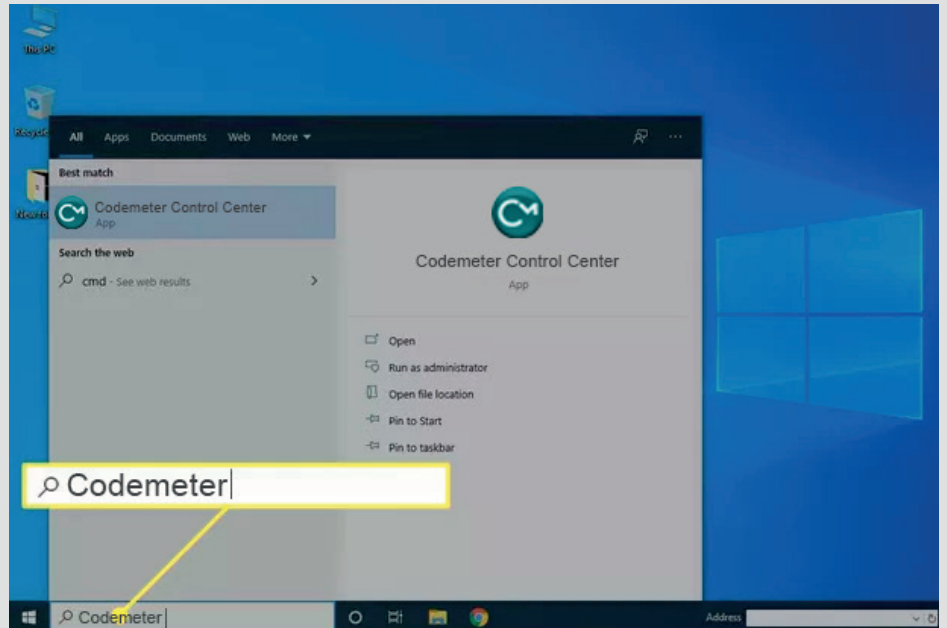 This PC
All Apps Documents Web More
Best match
Codemeter Control Center
App
Search the web
cmd - See web results
Codemeter Control Center
App
Open
Run as administrator
Open file location
Pin to Start
Pin to taskbar
Codemeter
Codemeter
Address